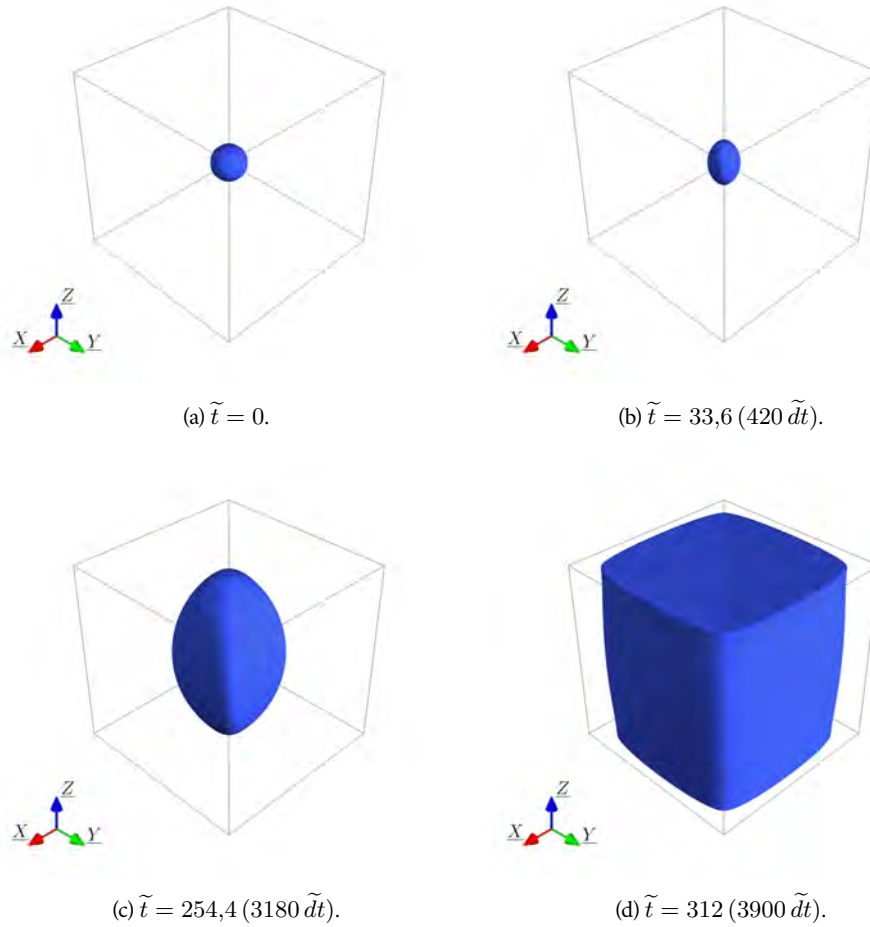 Z Z
X Y X Y
(a) t̃ = 0.
(b) t̃ = 33,6 (420 d̃t).
Z Z
X Y X Y
(c) t̃ = 254,4 (3180 d̃t).
(d) t̃ = 312 (3900 d̃t).